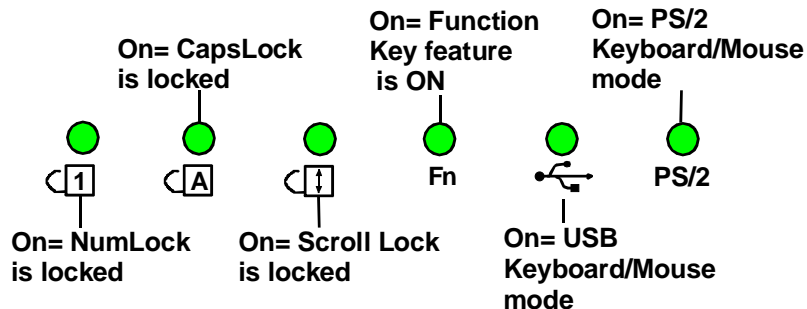 On= CapsLock
is locked
On= Function
Key feature
is ON
On= PS/2
Keyboard/Mouse
mode
1
A
Fn
PS/2
On= NumLock
is locked
On= Scroll Lock
is locked
On= USB
Keyboard/Mouse
mode